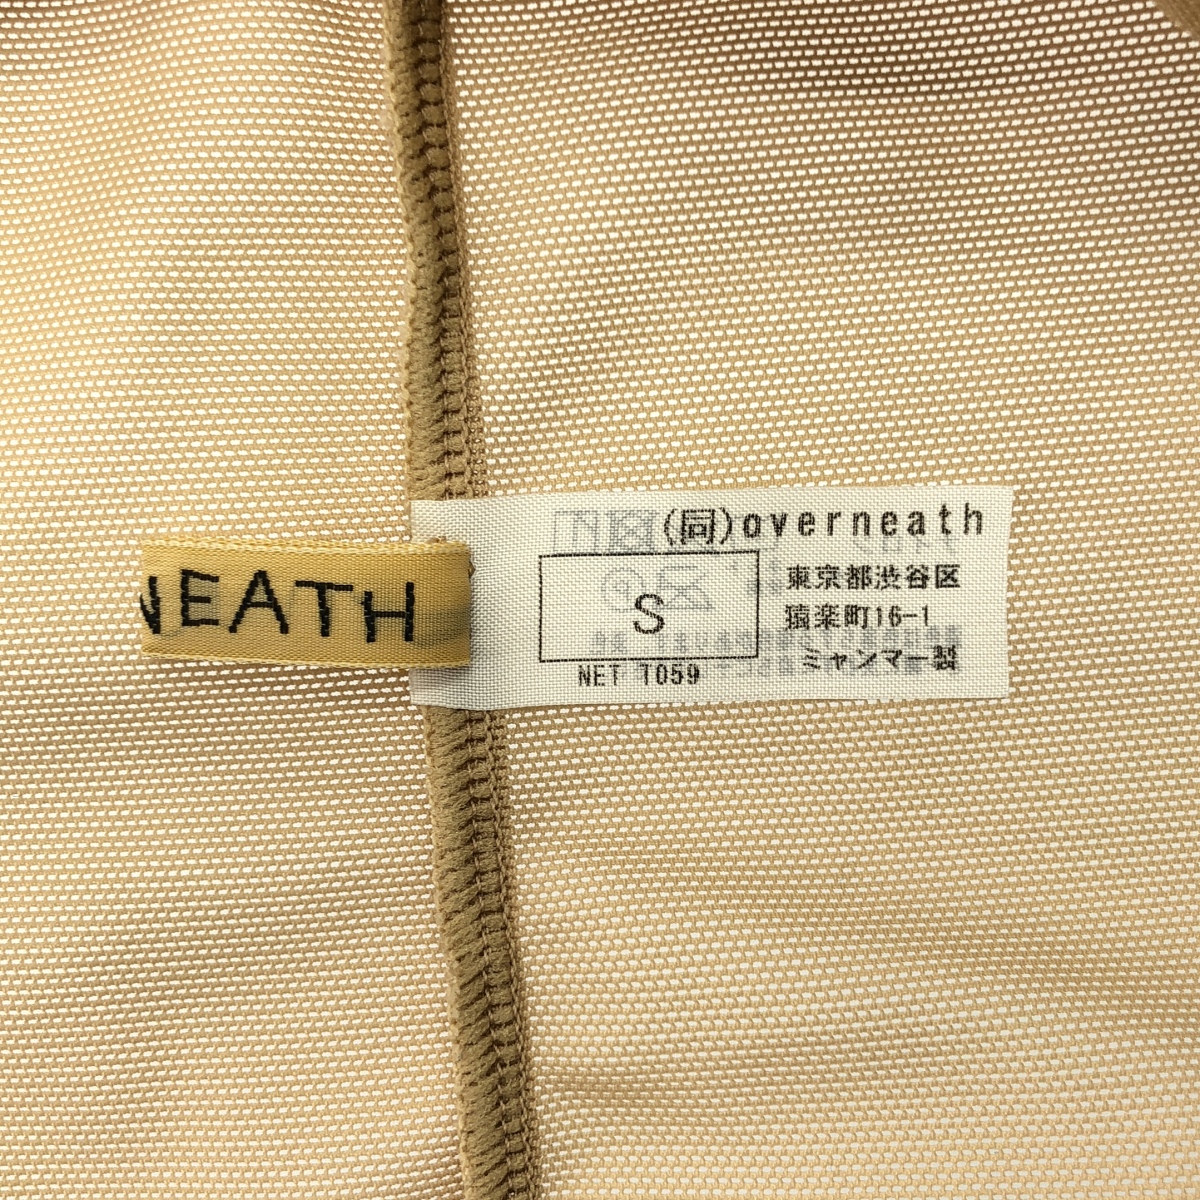 NEATH
(同)overneath
S
東京都渋谷区
猿楽町16-1
ミャンマー製
NET T059